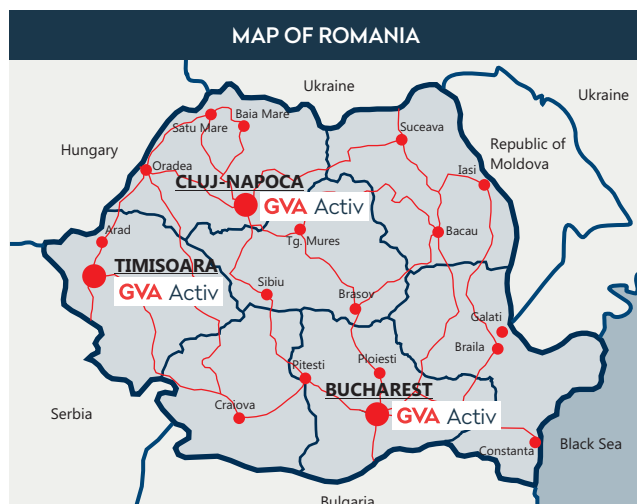 MAP OF ROMANIA
Ukraine
Ukraine
Baia Mare
Satu Mare
Suceava
Republic of
Moldova
Hungary
Oradea
Iasi
CLUJ-NAPOCA
GVA Activ
Arad
Tg. Mures
Bacau
TIMISOARA
GVA Activ
Sibiu
Brasov
Galati
Braila
Pitesti
Ploiesti
BUCHAREST
GVA Activ
Craiova
Serbia
Constanta
Black Sea
Bulgaria